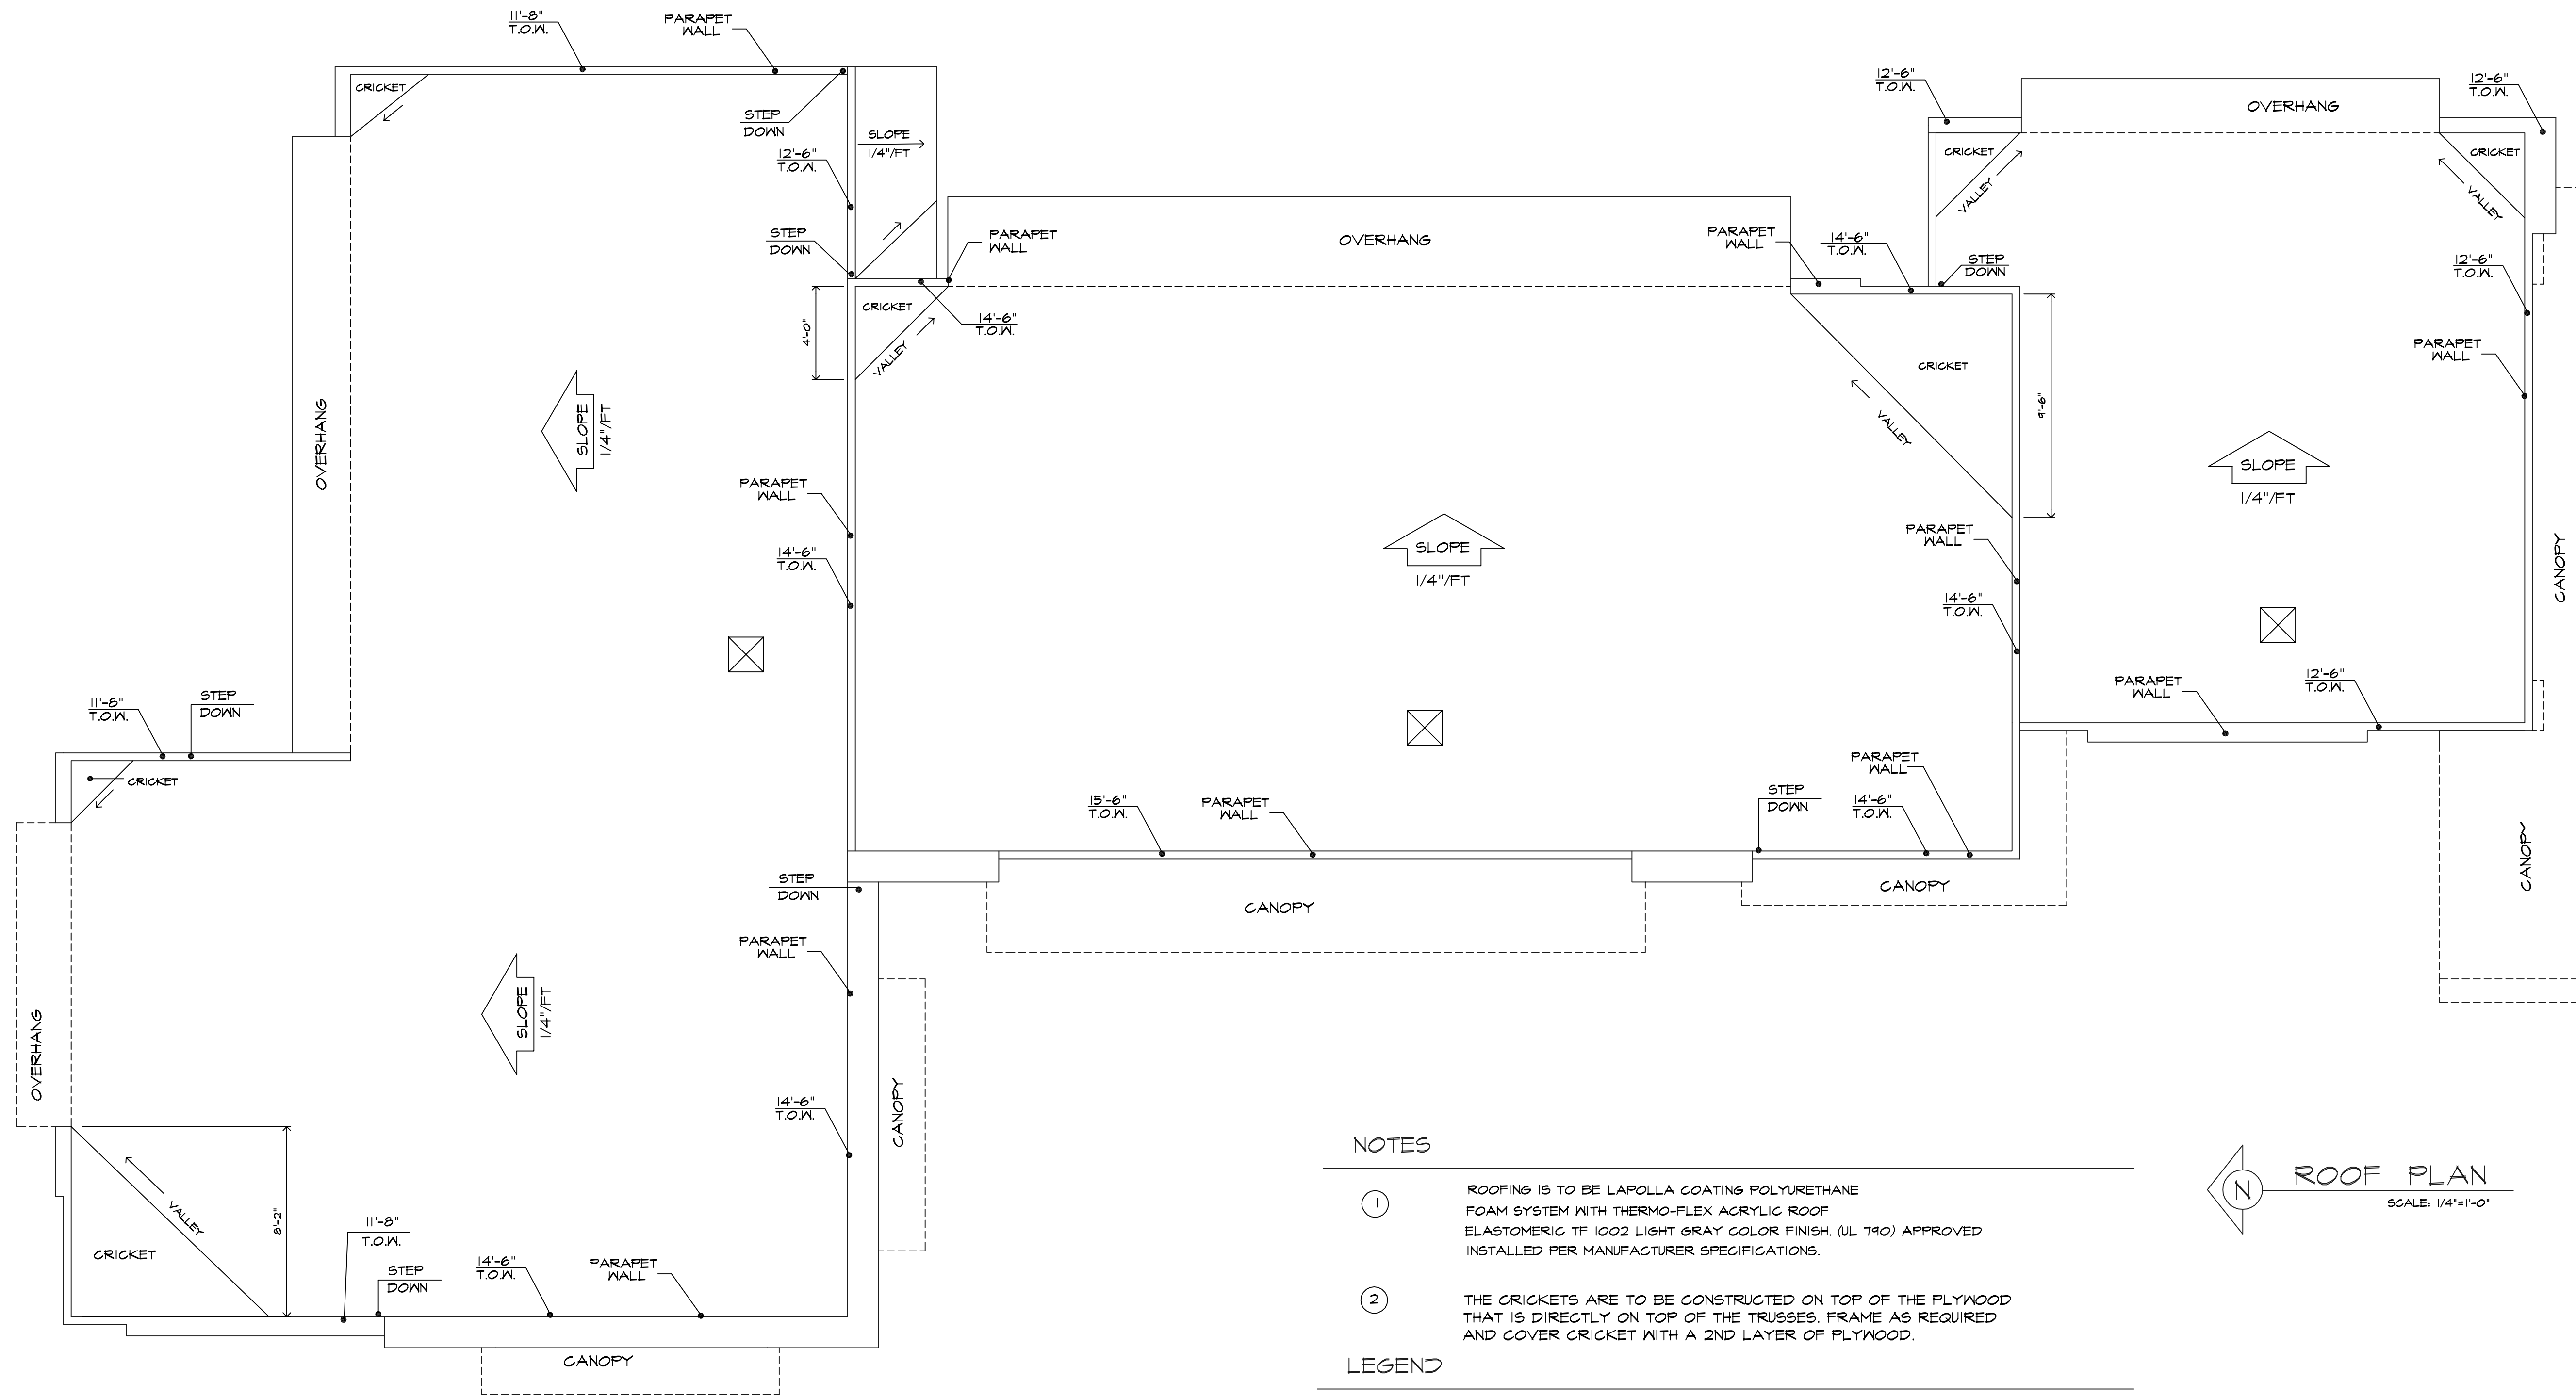 11'-8"
T.O.W.
PARAPET
WALL
CRICKET
STEP
DOWN
SLOPE
1/4"/FT
12'-6"
T.O.W.
STEP
DOWN
PARAPET
WALL
OVERHANG
PARAPET
WALL
14'-6"
T.O.W.
12'-6"
T.O.W.
OVERHANG
12'-6"
T.O.W.
CRICKET
VALLEY
CRICKET
VALLEY
STEP
DOWN
12'-6"
T.O.W.
PARAPET
WALL
4'-0"
CRICKET
VALLEY
14'-6"
T.O.W.
CRICKET
VALLEY
9'-6"
OVERHANG
SLOPE
1/4"/FT
PARAPET
WALL
14'-6"
T.O.W.
SLOPE
1/4"/FT
PARAPET
WALL
14'-6"
T.O.W.
SLOPE
1/4"/FT
CANOPY
PARAPET
WALL
12'-6"
T.O.W.
11'-8"
T.O.W.
STEP
DOWN
CRICKET
15'-6"
T.O.W.
PARAPET
WALL
STEP
DOWN
14'-6"
T.O.W.
PARAPET
WALL
CANOPY
CANOPY
CANOPY
STEP
DOWN
PARAPET
WALL
OVERHANG
SLOPE
1/4"/FT
14'-6"
T.O.W.
CANOPY
VALLEY
CRICKET
8'-2"
11'-8"
T.O.W.
STEP
DOWN
14'-6"
T.O.W.
PARAPET
WALL
CANOPY
NOTES
1
ROOFING IS TO BE LAPOLLA COATING POLYURETHANE
FOAM SYSTEM WITH THERMO-FLEX ACRYLIC ROOF
ELASTOMERIC TF 1002 LIGHT GRAY COLOR FINISH. (UL 790) APPROVED
INSTALLED PER MANUFACTURER SPECIFICATIONS.
2
THE CRICKETS ARE TO BE CONSTRUCTED ON TOP OF THE PLYWOOD
THAT IS DIRECTLY ON TOP OF THE TRUSSES. FRAME AS REQUIRED
AND COVER CRICKET WITH A 2ND LAYER OF PLYWOOD.
LEGEND
N
ROOF PLAN
SCALE: 1/4"=1'-0"